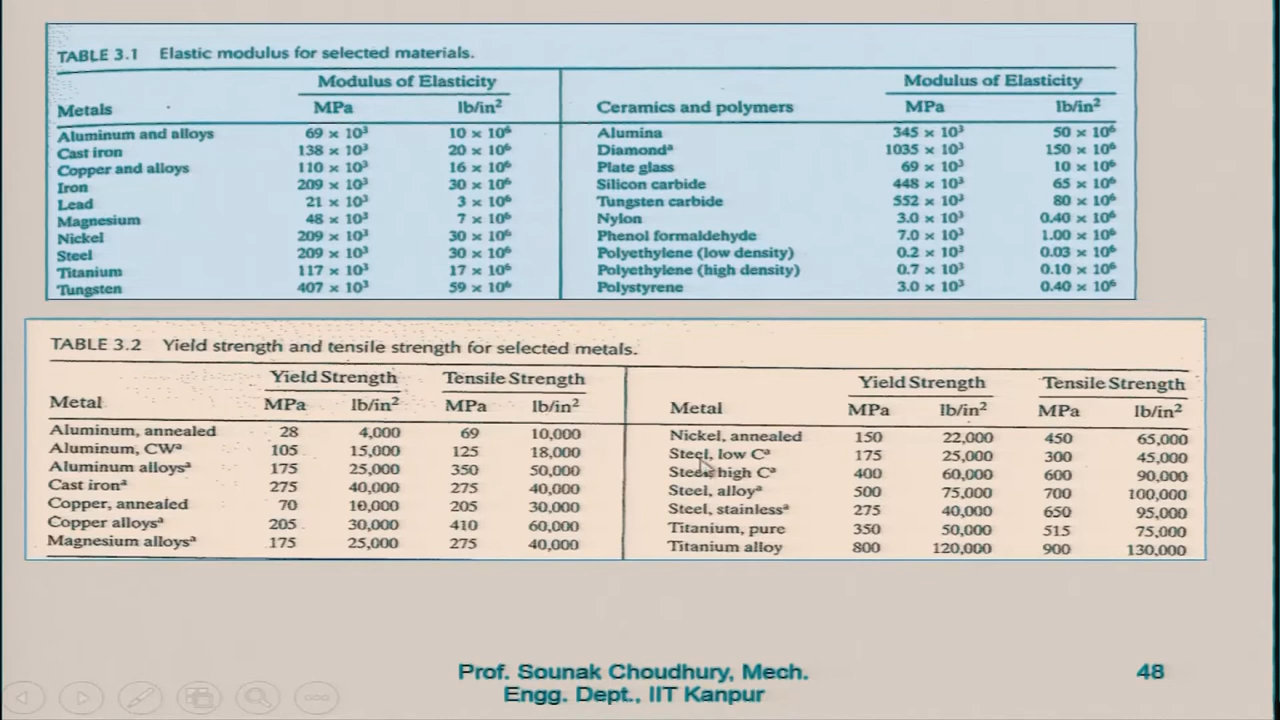 TABLE 3.1 Elastic modulus for selected materials.
Modulus of Elasticity Modulus of Elasticity
Metals MPa lb/in² Ceramics and polymers MPa lb/in²
Aluminum and alloys 69 × 10³ 10 × 10⁶ Alumina 345 × 10³ 50 × 10⁶
Cast iron 138 × 10³ 20 × 10⁶ Diamondᵃ 1035 × 10³ 150 × 10⁶
Copper and alloys 110 × 10³ 16 × 10⁶ Plate glass 69 × 10³ 10 × 10⁶
Iron 209 × 10³ 30 × 10⁶ Silicon carbide 448 × 10³ 65 × 10⁶
Lead 21 × 10³ 3 × 10⁶ Tungsten carbide 552 × 10³ 80 × 10⁶
Magnesium 48 × 10³ 7 × 10⁶ Nylon 3.0 × 10³ 0.40 × 10⁶
Nickel 209 × 10³ 30 × 10⁶ Phenol formaldehyde 7.0 × 10³ 1.00 × 10⁶
Steel 209 × 10³ 30 × 10⁶ Polyethylene (low density) 0.2 × 10³ 0.03 × 10⁶
Titanium 117 × 10³ 17 × 10⁶ Polyethylene (high density) 0.7 × 10³ 0.10 × 10⁶
Tungsten 407 × 10³ 59 × 10⁶ Polystyrene 3.0 × 10³ 0.40 × 10⁶
TABLE 3.2 Yield strength and tensile strength for selected metals.
Yield Strength Tensile Strength Yield Strength Tensile Strength
Metal MPa lb/in² MPa lb/in² Metal MPa lb/in² MPa lb/in²
Aluminum, annealed 28 4,000 69 10,000 Nickel, annealed 150 22,000 450 65,000
Aluminum, CWᵃ 105 15,000 125 18,000 Steel, low Cᵃ 175 25,000 300 45,000
Aluminum alloysᵃ 175 25,000 350 50,000 Steel, high Cᵃ 400 60,000 600 90,000
Cast ironᵃ 275 40,000 275 40,000 Steel, alloyᵃ 500 75,000 700 100,000
Copper, annealed 70 10,000 205 30,000 Steel, stainlessᵃ 275 40,000 650 95,000
Copper alloysᵃ 205 30,000 410 60,000 Titanium, pure 350 50,000 515 75,000
Magnesium alloysᵃ 175 25,000 275 40,000 Titanium alloy 800 120,000 900 130,000
Prof. Sounak Choudhury, Mech.
Engg. Dept., IIT Kanpur
48